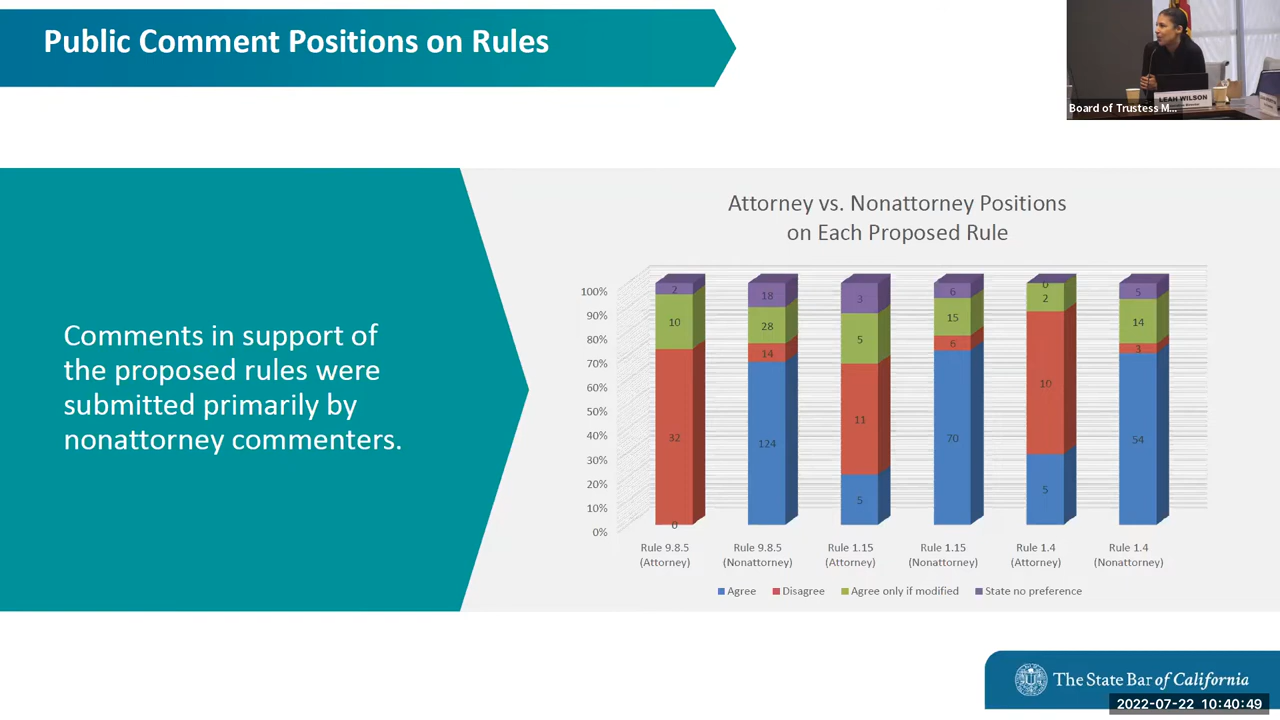 Public Comment Positions on Rules
LEAH WILSON
Board of Trustess M...
Comments in support of
the proposed rules were
submitted primarily by
nonattorney commenters.
Attorney vs. Nonattorney Positions
on Each Proposed Rule
100%
90%
80%
70%
60%
50%
40%
30%
20%
10%
0%
2
10
32
0
18
28
14
124
3
5
11
5
6
15
6
70
0
2
10
5
5
14
3
54
Rule 9.8.5
(Attorney)
Rule 9.8.5
(Nonattorney)
Rule 1.15
(Attorney)
Rule 1.15
(Nonattorney)
Rule 1.4
(Attorney)
Rule 1.4
(Nonattorney)
Agree Disagree Agree only if modified State no preference
The State Bar of California
2022-07-22 10:40:49